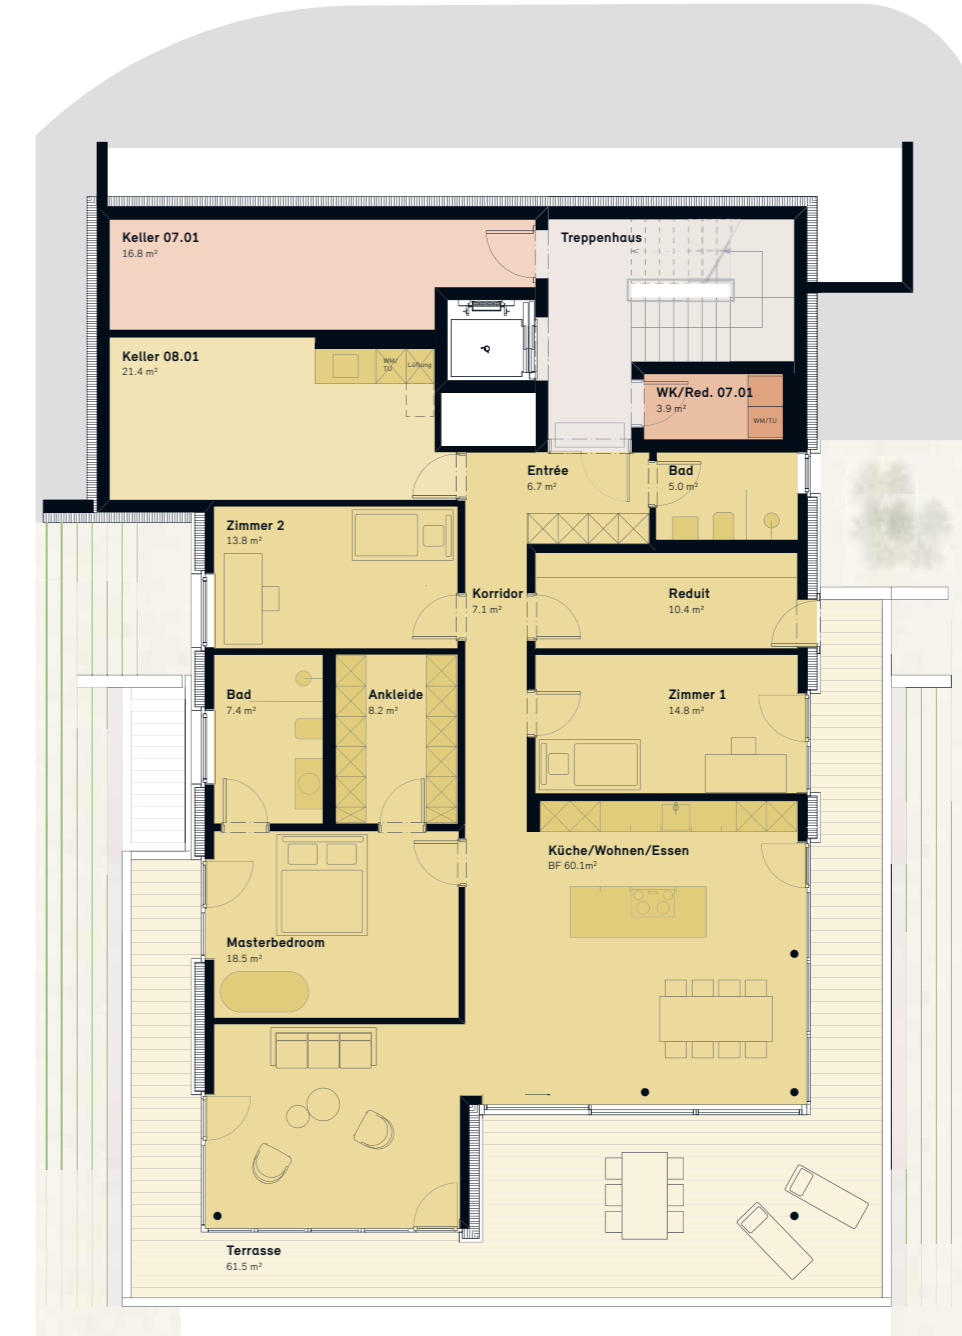 Keller 07.01
16.8 m²
Treppenhaus
Keller 08.01
21.4 m²
WM/
TU
Lüftung
WK/Red. 07.01
3.9 m²
WM/TU
Entrée
6.7 m²
Bad
5.0 m²
Zimmer 2
13.8 m²
Korridor
7.1 m²
Reduit
10.4 m²
Bad
7.4 m²
Ankleide
8.2 m²
Zimmer 1
14.8 m²
Küche/Wohnen/Essen
BF 60.1m²
Masterbedroom
18.5 m²
Terrasse
61.5 m²